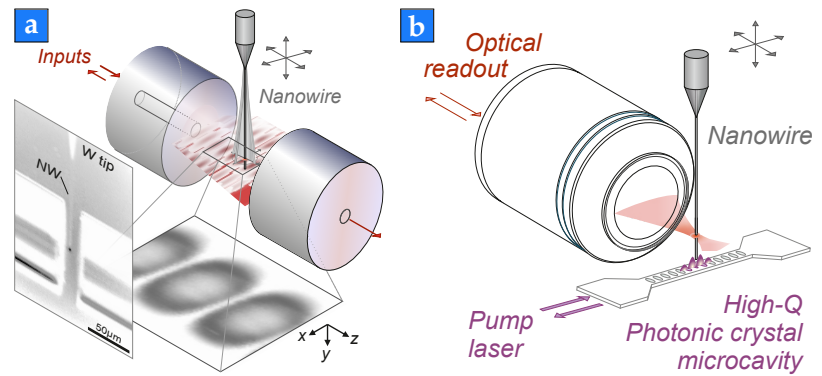 a
Inputs
Nanowire
W tip
NW
50µm
x
y
z
b
Optical
readout
Nanowire
Pump
laser
High-Q
Photonic crystal
microcavity